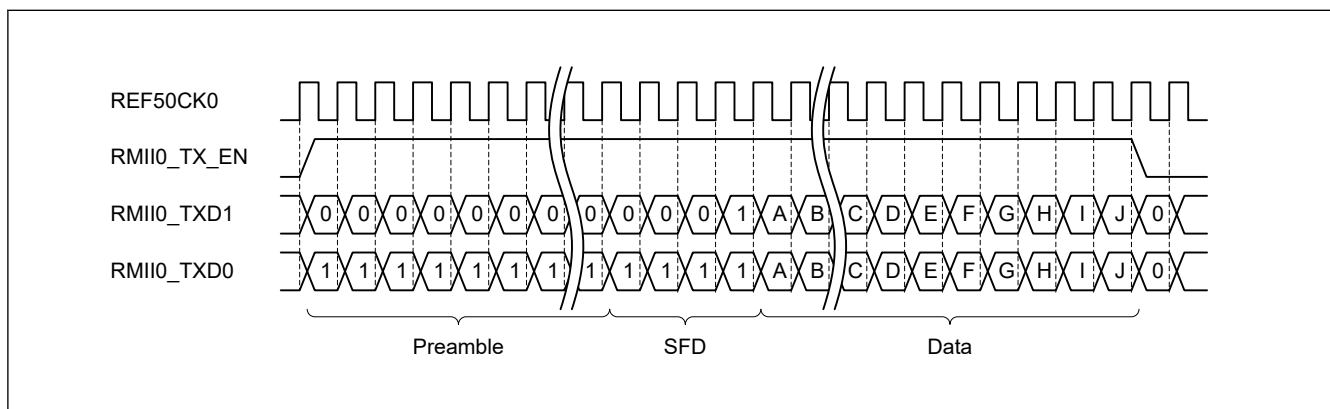 REF50CK0
RMII0_TX_EN
RMII0_TXD1 0 0 0 0 0 0 0 0 0 0 0 1 A B C D E F G H I J 0
RMII0_TXD0 1 1 1 1 1 1 1 1 1 1 1 1 A B C D E F G H I J 0
Preamble SFD Data